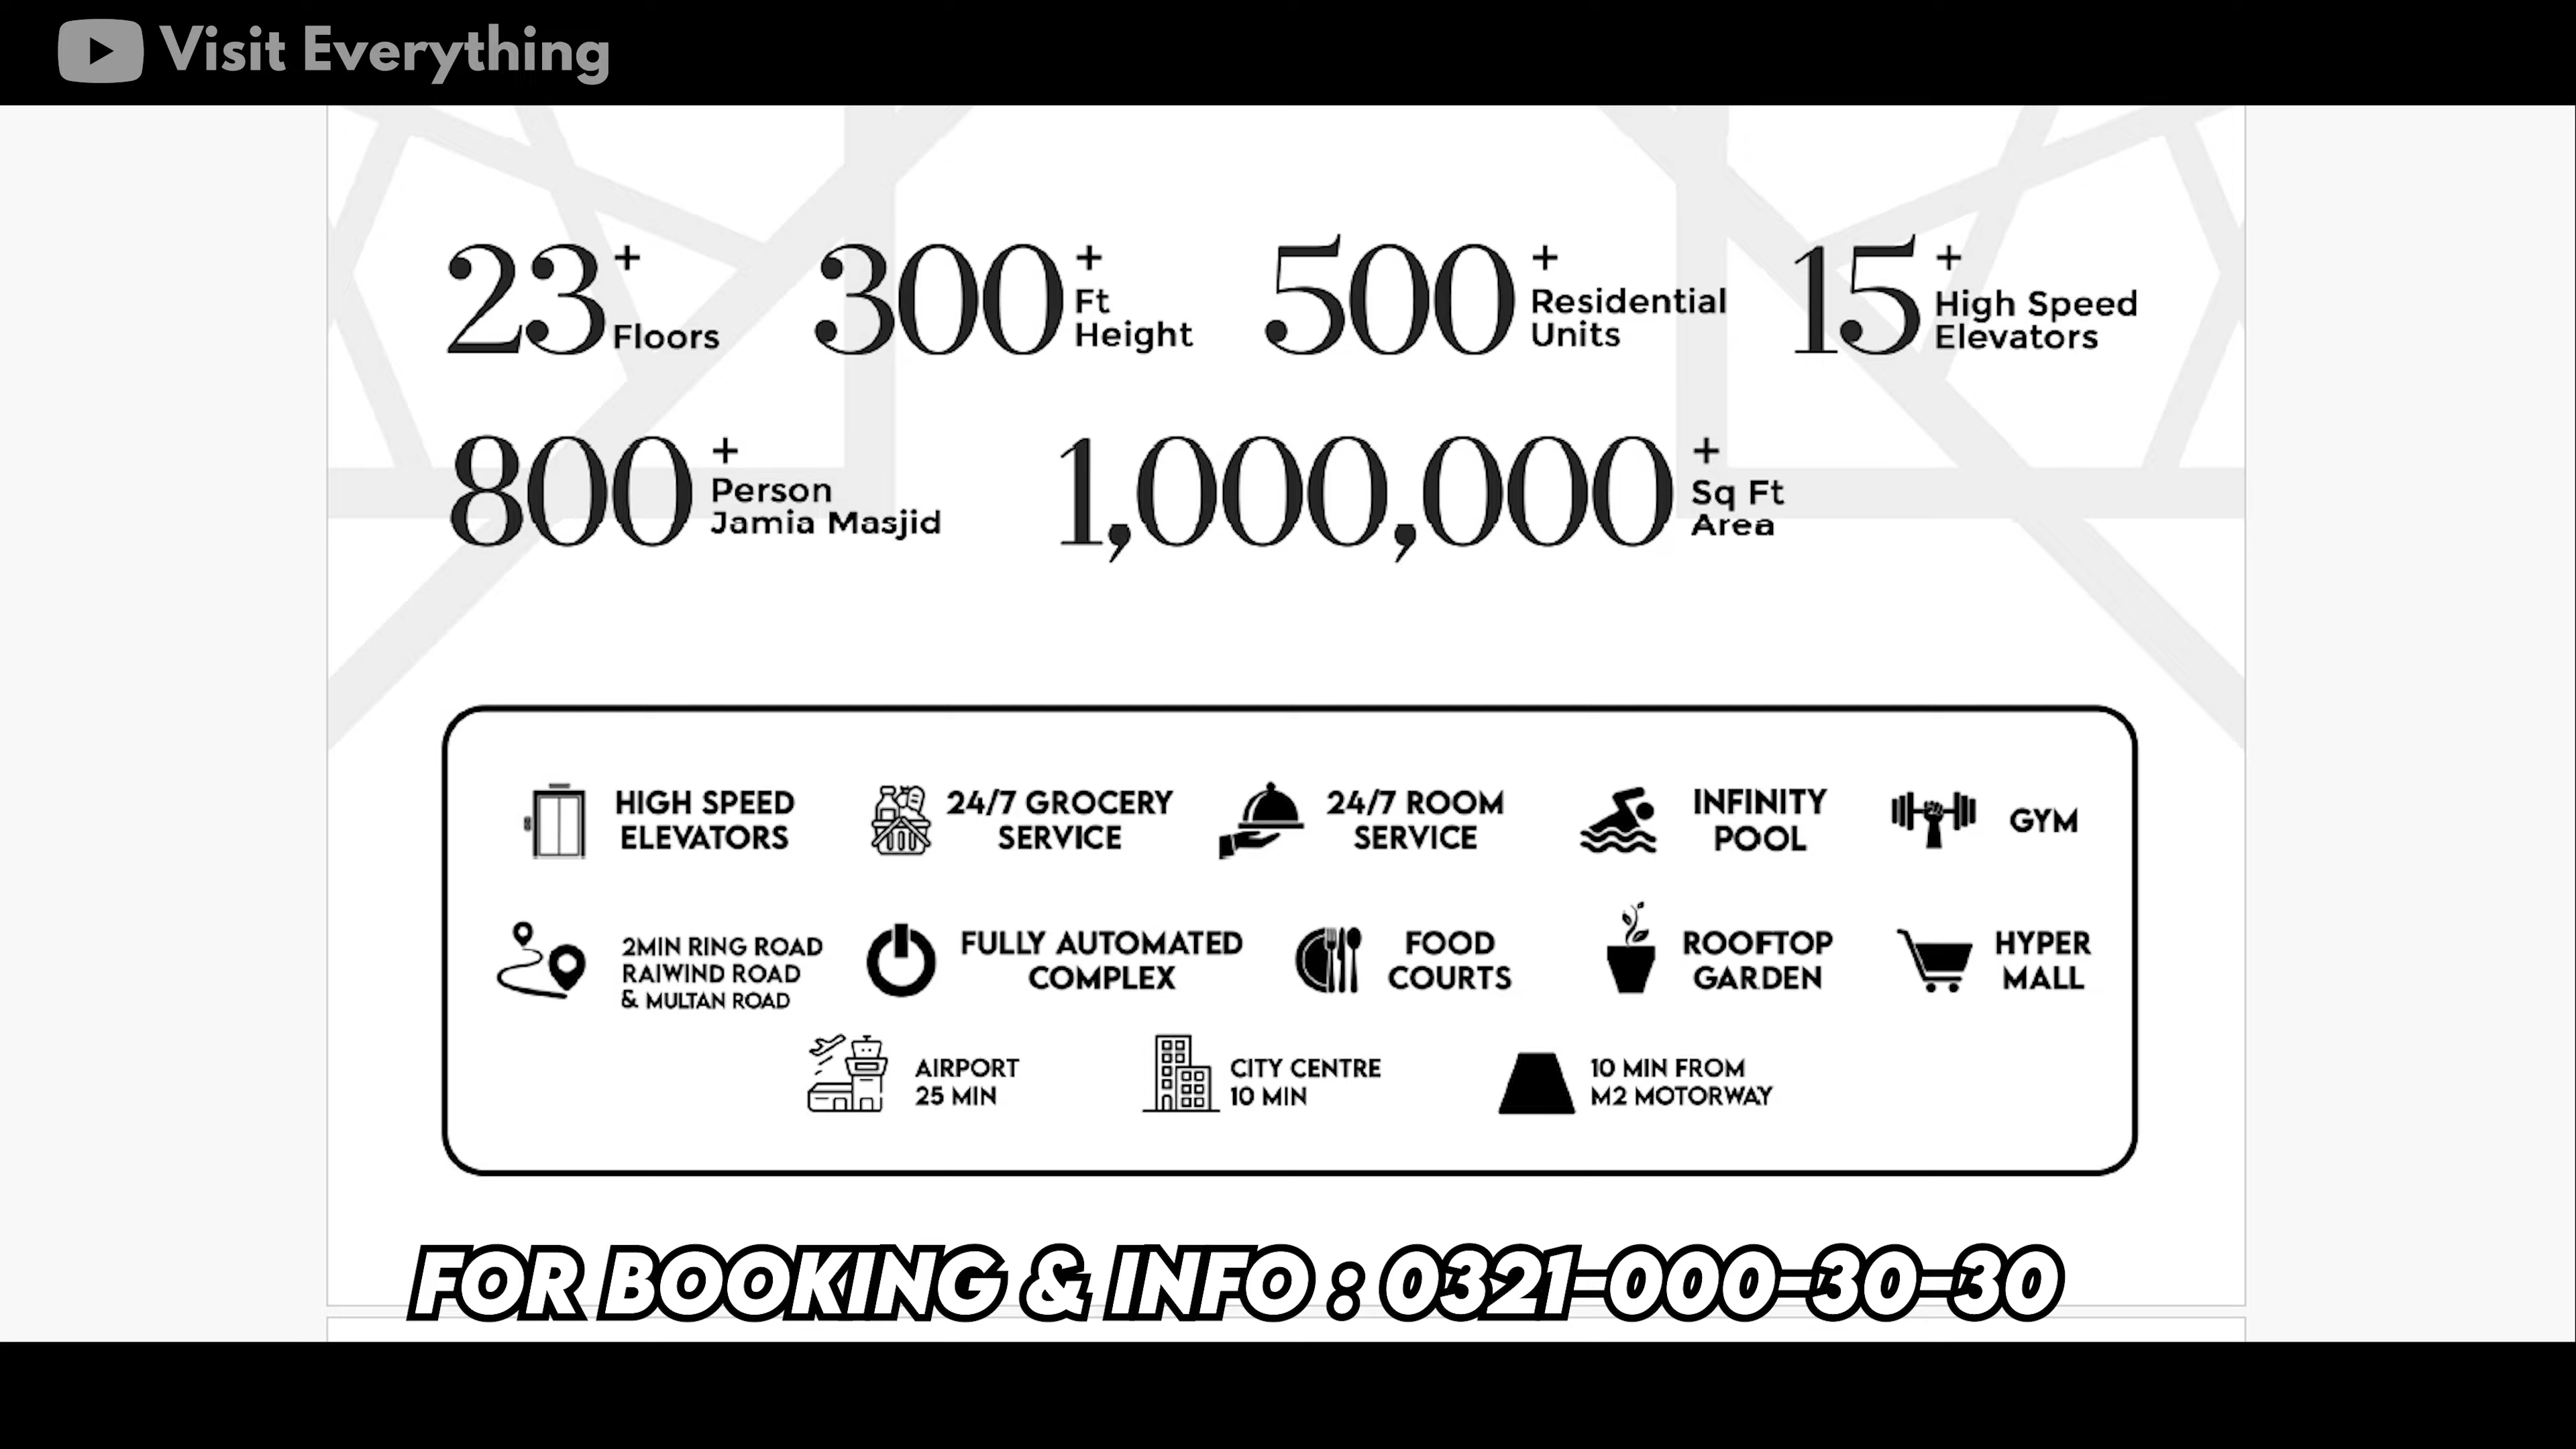 Visit Everything
23+ Floors
300+ Ft Height
500+ Residential Units
15+ High Speed Elevators
800+ Person Jamia Masjid
1,000,000+ Sq Ft Area
HIGH SPEED ELEVATORS
24/7 GROCERY SERVICE
24/7 ROOM SERVICE
INFINITY POOL
GYM
2MIN RING ROAD
RAIWIND ROAD
& MULTAN ROAD
FULLY AUTOMATED COMPLEX
FOOD COURTS
ROOFTOP GARDEN
HYPER MALL
AIRPORT
25 MIN
CITY CENTRE
10 MIN
10 MIN FROM
M2 MOTORWAY
FOR BOOKING & INFO : 0321-000-30-30